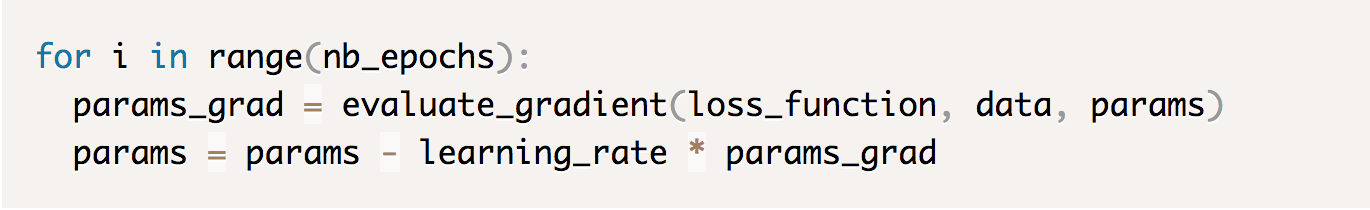 for i in range(nb_epochs):
  params_grad = evaluate_gradient(loss_function, data, params)
  params = params - learning_rate * params_grad